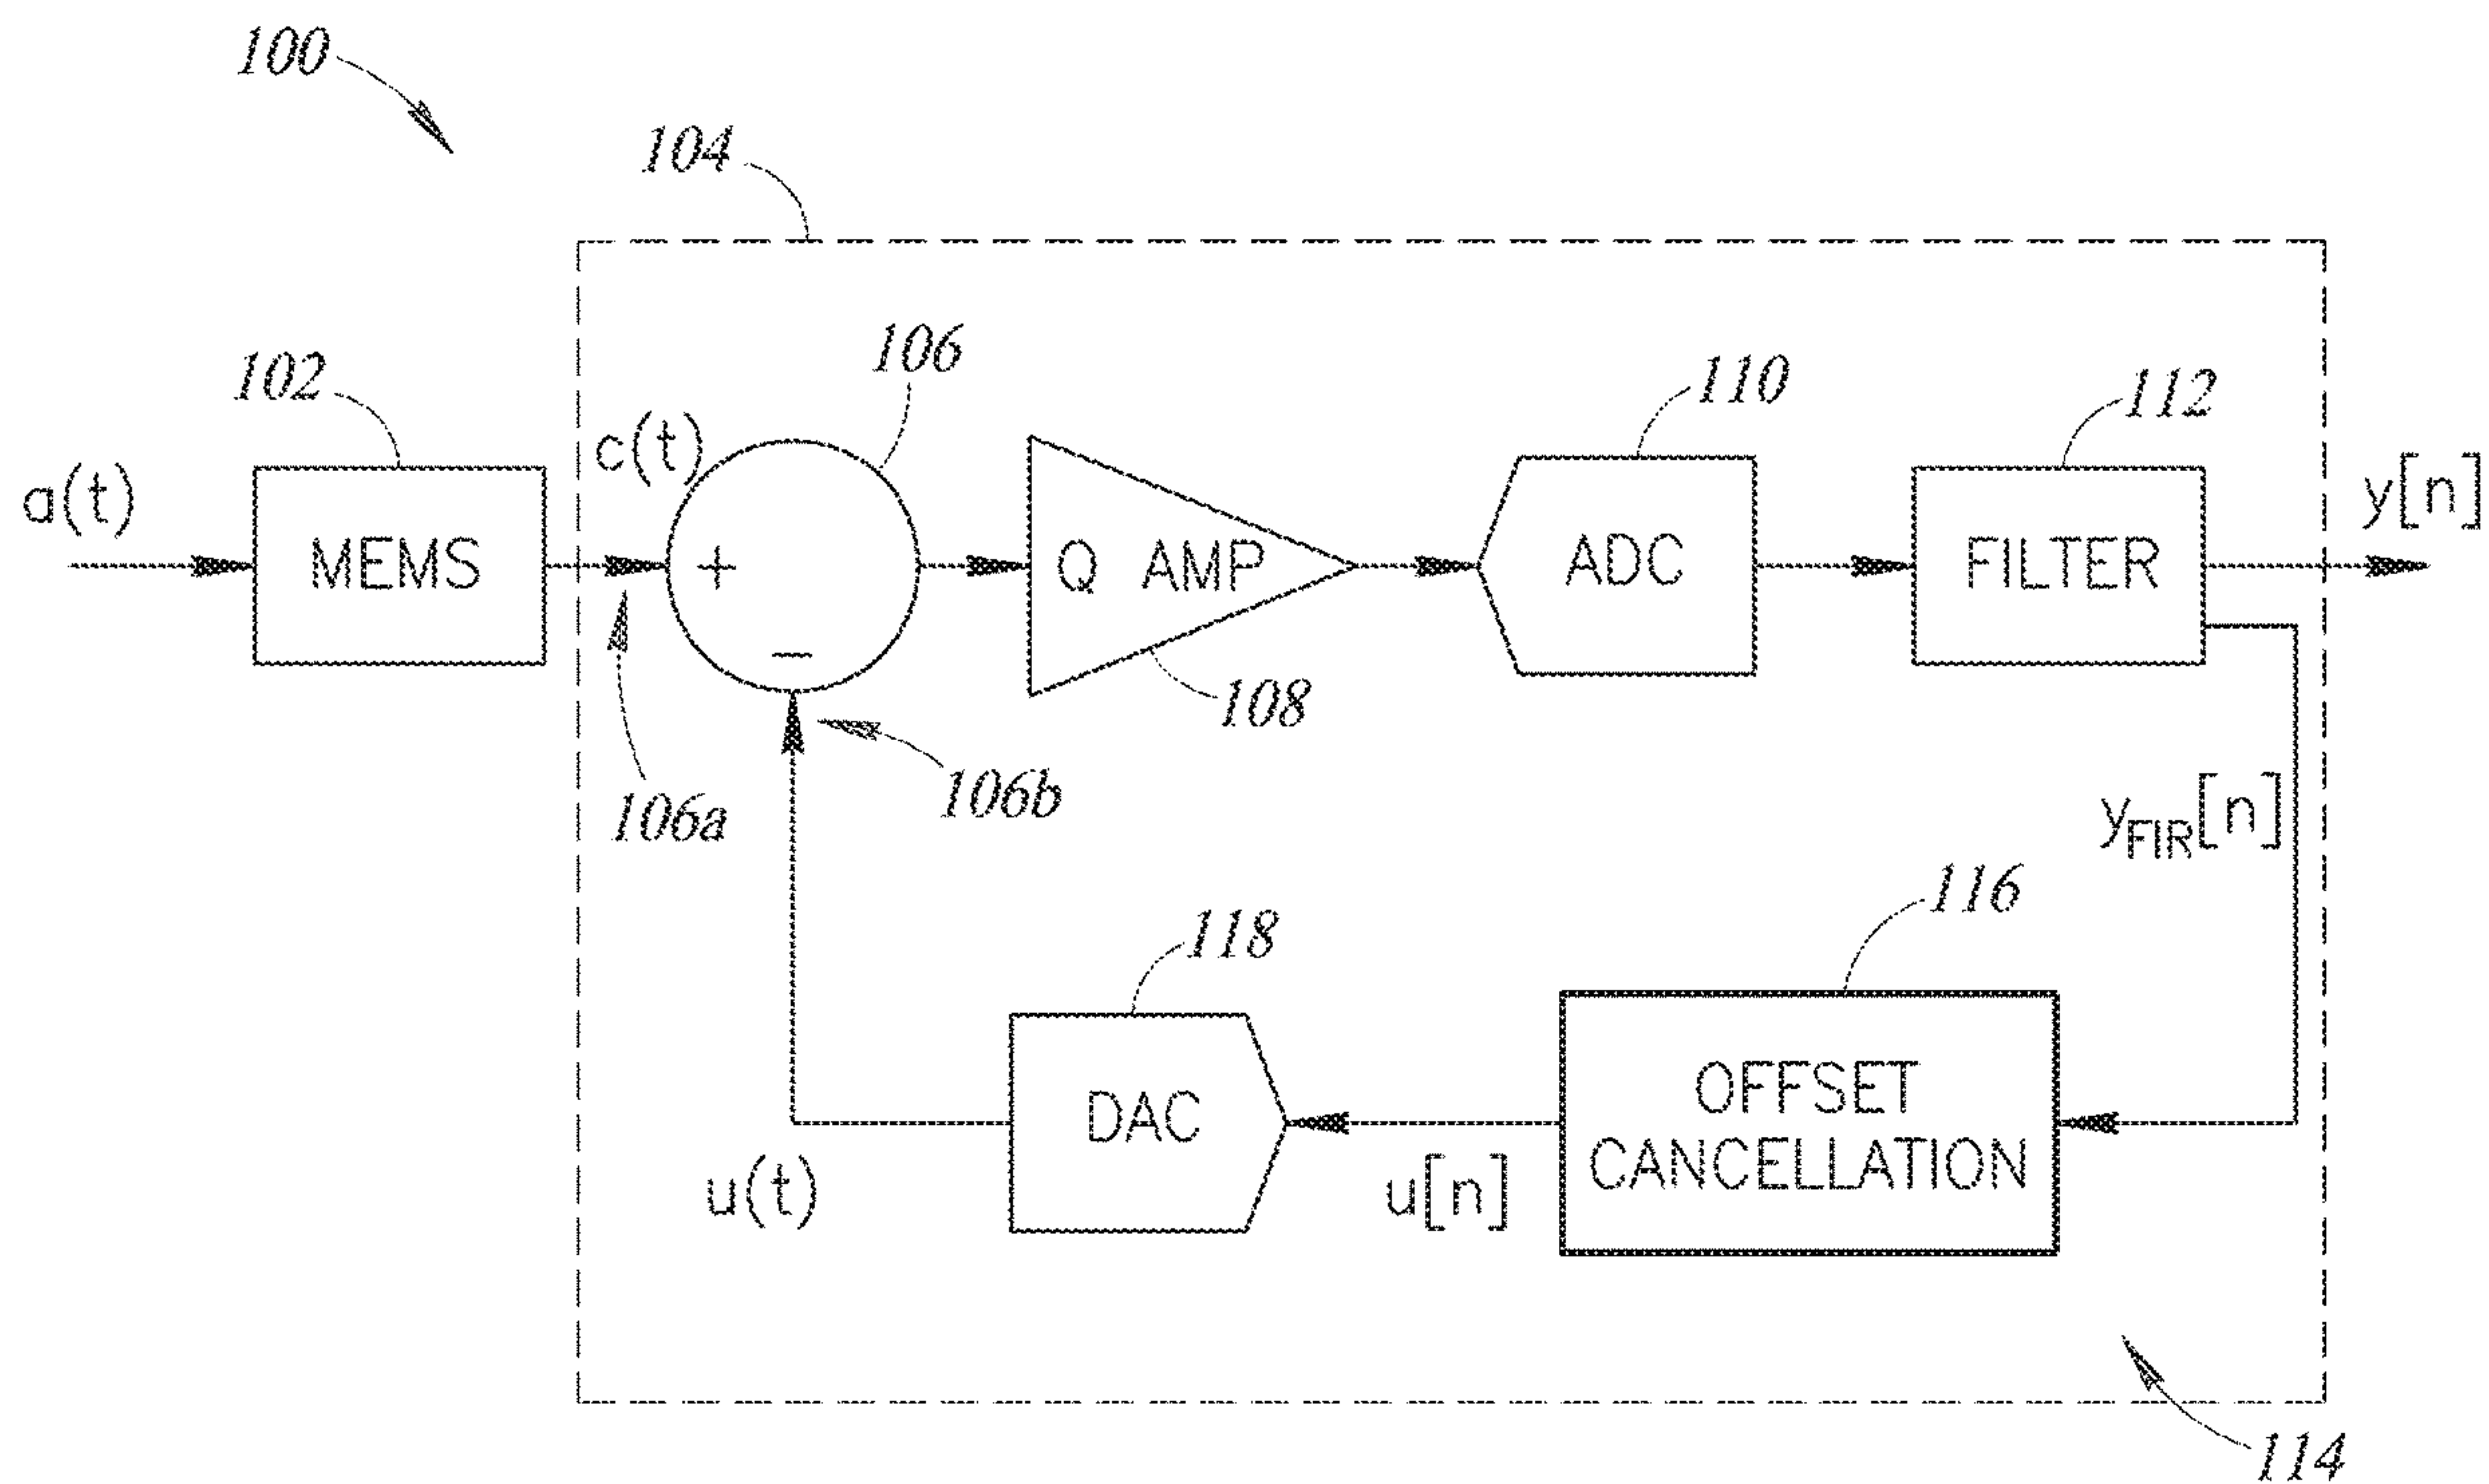 100
104
102
106
110
112
a(t)
MEMS
c(t)
+
−
Q AMP
ADC
FILTER
y[n]
108
106a
106b
yFIR[n]
116
118
DAC
OFFSET
CANCELLATION
u(t)
u[n]
114